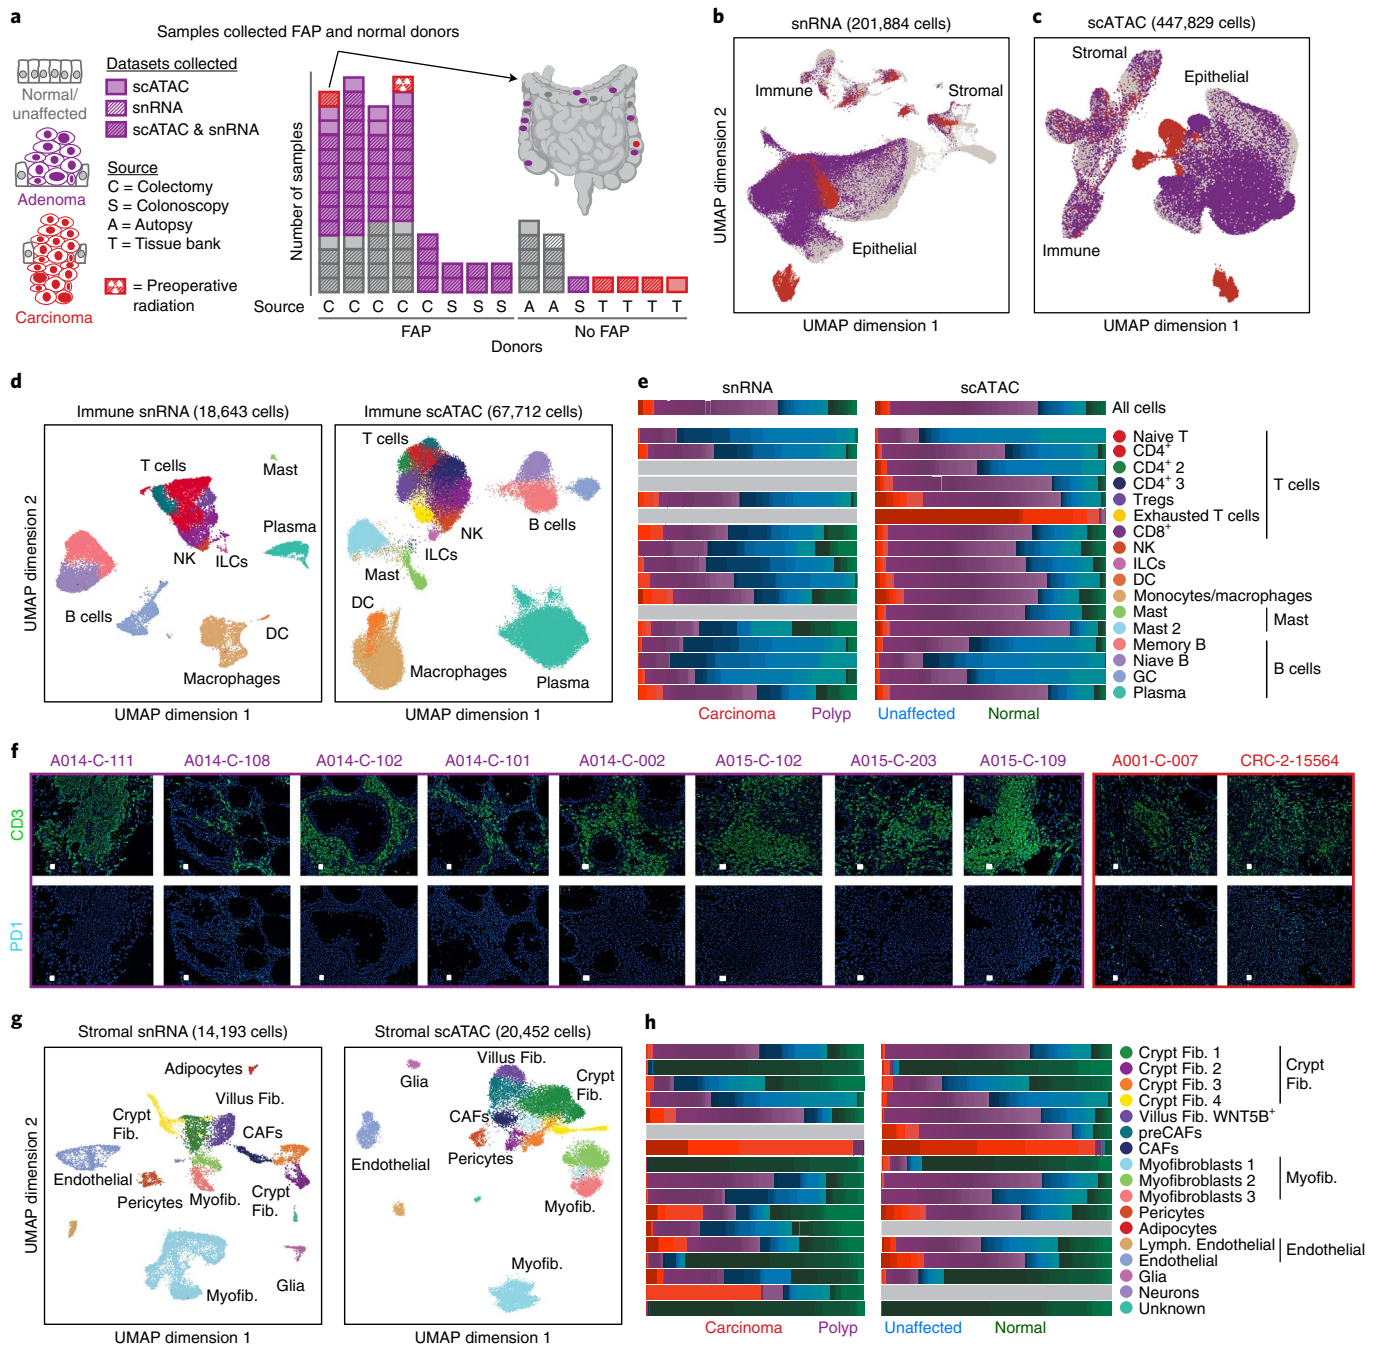 a
Samples collected FAP and normal donors
Normal/
unaffected
Adenoma
Carcinoma
Datasets collected
scATAC
snRNA
scATAC & snRNA
Source
C = Colectomy
S = Colonoscopy
A = Autopsy
T = Tissue bank
= Preoperative
radiation
Number of samples
Source
C C C C C S S S A A S T T T T
FAP
No FAP
Donors
b
snRNA (201,884 cells)
Immune
Stromal
Epithelial
UMAP dimension 2
UMAP dimension 1
c
scATAC (447,829 cells)
Stromal
Epithelial
Immune
UMAP dimension 1
d
Immune snRNA (18,643 cells)
T cells
Mast
Plasma
NK
ILCs
B cells
DC
Macrophages
UMAP dimension 2
UMAP dimension 1
Immune scATAC (67,712 cells)
T cells
B cells
NK
ILCs
Mast
DC
Macrophages
Plasma
UMAP dimension 1
e
snRNA
scATAC
All cells
Naive T
CD4+
CD4+ 2
CD4+ 3
Tregs
Exhausted T cells
CD8+
NK
ILCs
DC
Monocytes/macrophages
Mast
Mast 2
Memory B
Niave B
GC
Plasma
T cells
Mast
B cells
Carcinoma
Polyp
Unaffected
Normal
f
A014-C-111 A014-C-108 A014-C-102 A014-C-101 A014-C-002 A015-C-102 A015-C-203 A015-C-109 A001-C-007 CRC-2-15564
CD3
PD1
g
Stromal snRNA (14,193 cells)
Adipocytes
Villus Fib.
Crypt
Fib.
CAFs
Endothelial
Pericytes
Myofib.
Crypt
Fib.
Glia
Myofib.
UMAP dimension 2
UMAP dimension 1
Stromal scATAC (20,452 cells)
Villus Fib.
Glia
Crypt
Fib.
CAFs
Pericytes
Endothelial
Myofib.
Myofib.
UMAP dimension 1
h
Crypt Fib. 1
Crypt Fib. 2
Crypt Fib. 3
Crypt Fib. 4
Villus Fib. WNT5B+
preCAFs
CAFs
Myofibroblasts 1
Myofibroblasts 2
Myofibroblasts 3
Pericytes
Adipocytes
Lymph. Endothelial
Endothelial
Glia
Neurons
Unknown
Crypt
Fib.
Myofib.
Endothelial
Carcinoma
Polyp
Unaffected
Normal